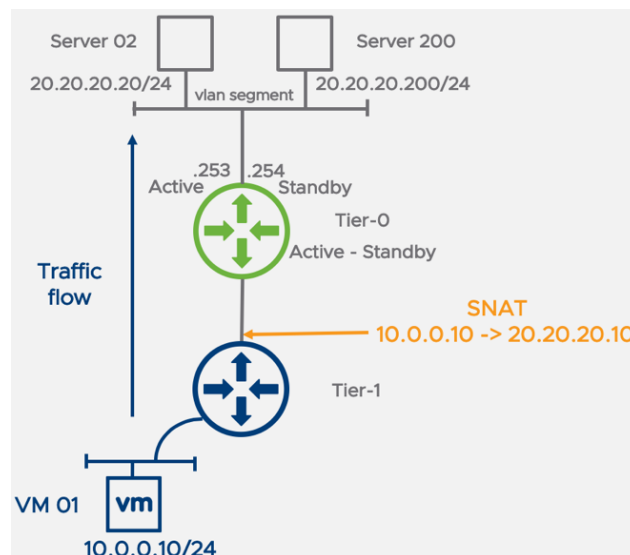 Server 02
Server 200
20.20.20.20/24
20.20.20.200/24
vlan segment
.253
.254
Active
Standby
Tier-0
Active - Standby
Traffic
flow
SNAT
10.0.0.10 -> 20.20.20.10
Tier-1
VM 01
vm
10.0.0.10/24